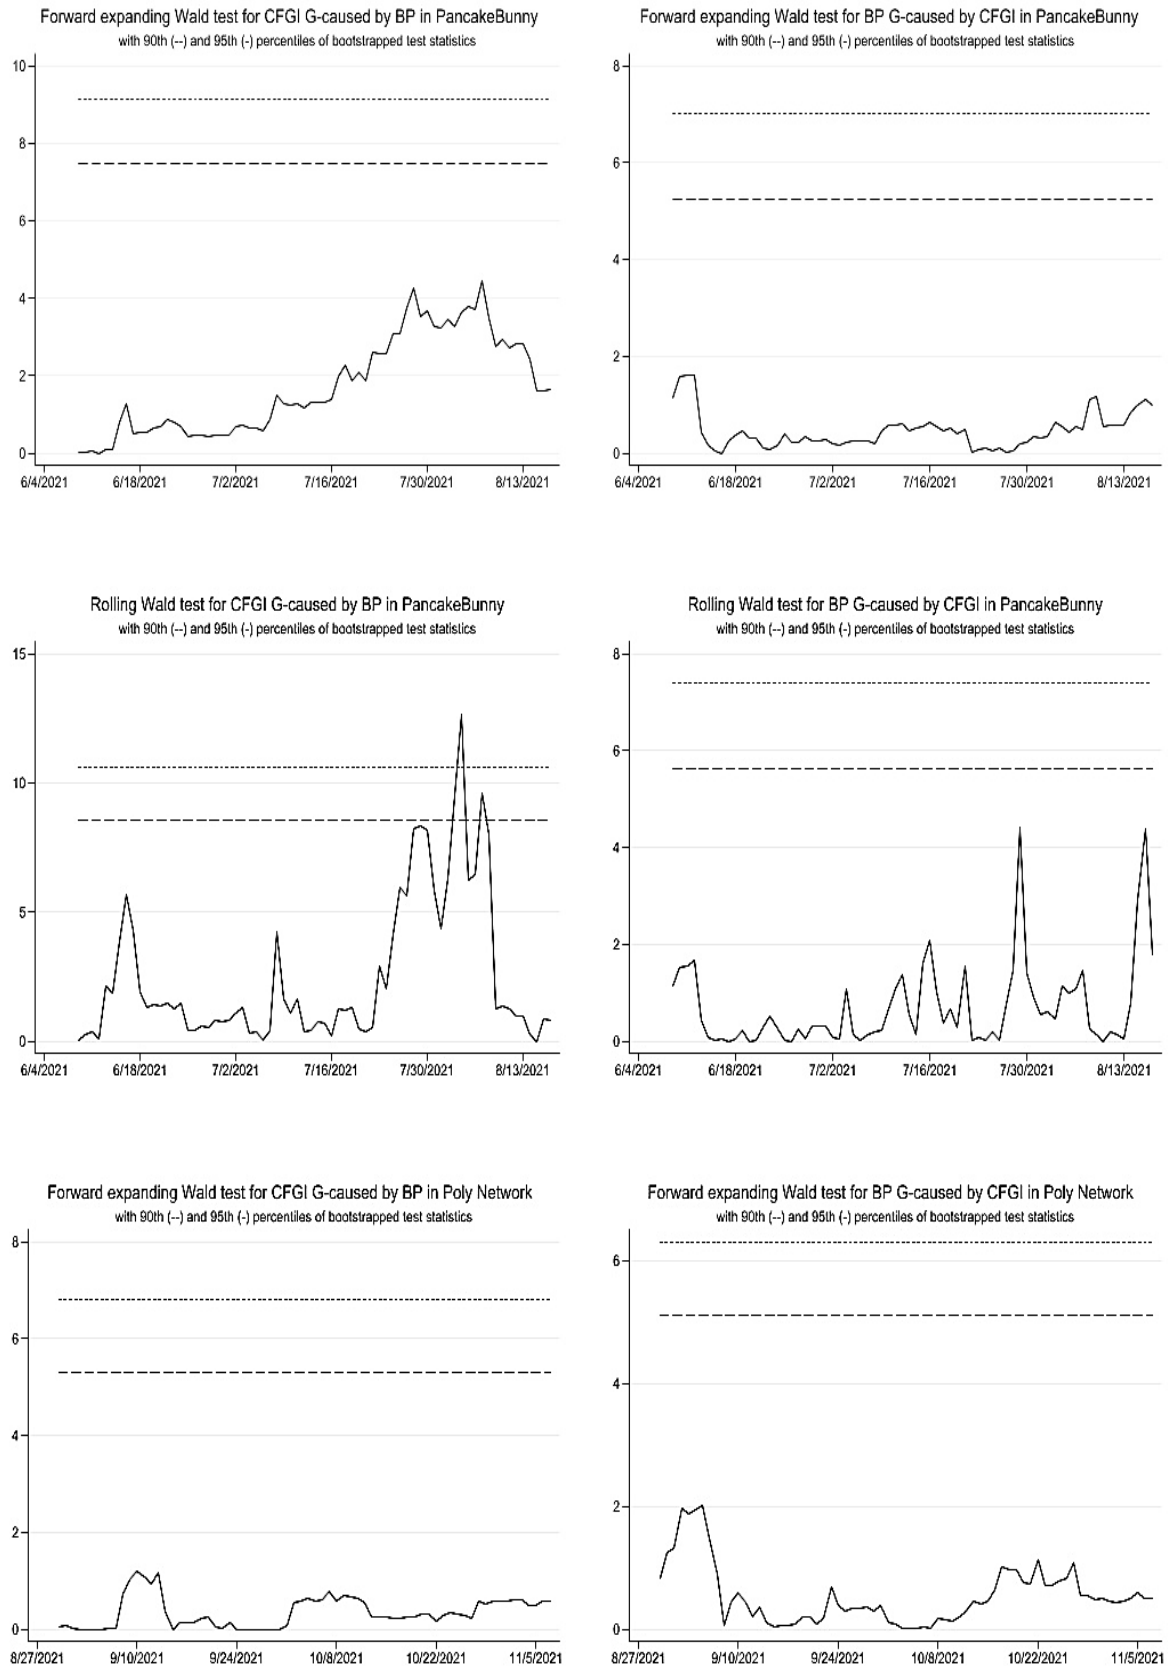 Forward expanding Wald test for CFGI G-caused by BP in PancakeBunny
with 90th (--) and 95th (-) percentiles of bootstrapped test statistics
10
8
6
4
2
0
6/4/2021 6/18/2021 7/2/2021 7/16/2021 7/30/2021 8/13/2021
Forward expanding Wald test for BP G-caused by CFGI in PancakeBunny
with 90th (--) and 95th (-) percentiles of bootstrapped test statistics
8
6
4
2
0
6/4/2021 6/18/2021 7/2/2021 7/16/2021 7/30/2021 8/13/2021
Rolling Wald test for CFGI G-caused by BP in PancakeBunny
with 90th (--) and 95th (-) percentiles of bootstrapped test statistics
15
10
5
0
6/4/2021 6/18/2021 7/2/2021 7/16/2021 7/30/2021 8/13/2021
Rolling Wald test for BP G-caused by CFGI in PancakeBunny
with 90th (--) and 95th (-) percentiles of bootstrapped test statistics
8
6
4
2
0
6/4/2021 6/18/2021 7/2/2021 7/16/2021 7/30/2021 8/13/2021
Forward expanding Wald test for CFGI G-caused by BP in Poly Network
with 90th (--) and 95th (-) percentiles of bootstrapped test statistics
8
6
4
2
0
8/27/2021 9/10/2021 9/24/2021 10/8/2021 10/22/2021 11/5/2021
Forward expanding Wald test for BP G-caused by CFGI in Poly Network
with 90th (--) and 95th (-) percentiles of bootstrapped test statistics
6
4
2
0
8/27/2021 9/10/2021 9/24/2021 10/8/2021 10/22/2021 11/5/2021